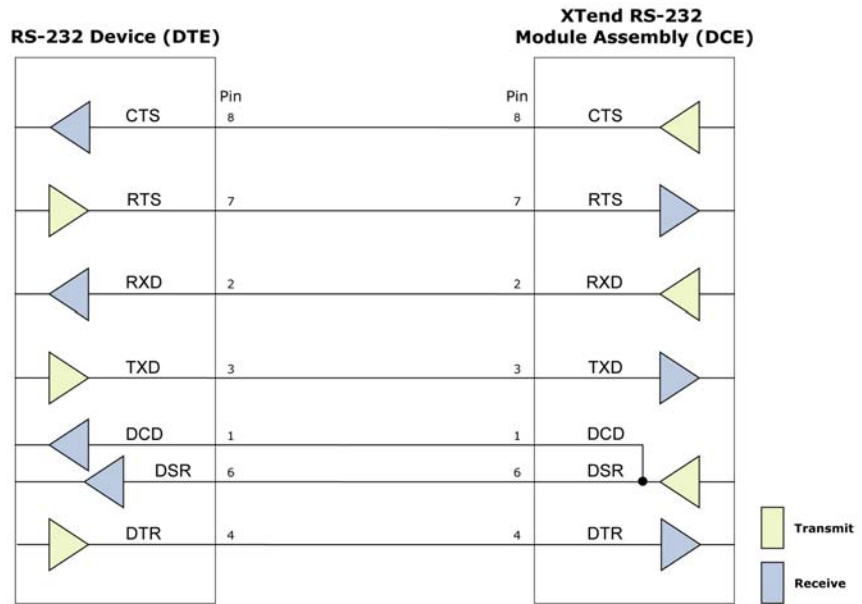 XTend RS-232
RS-232 Device (DTE) Module Assembly (DCE)
Pin Pin
CTS 8 8 CTS
RTS 7 7 RTS
RXD 2 2 RXD
TXD 3 3 TXD
DCD 1 1 DCD
DSR 6 6 DSR
DTR 4 4 DTR
Transmit
Receive